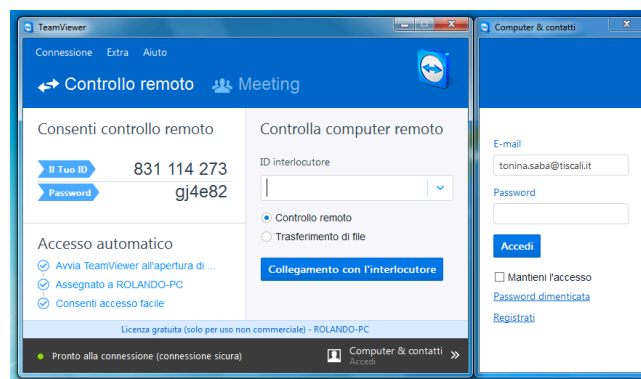 TeamViewer
Connessione Extra Aiuto
Controllo remoto Meeting
Consenti controllo remoto
Il Tuo ID 831 114 273
Password gj4e82
Accesso automatico
Avvia TeamViewer all'apertura di ...
Assegnato a ROLANDO-PC
Consenti accesso facile
Controlla computer remoto
ID interlocutore
Controllo remoto
Trasferimento di file
Collegamento con l'interlocutore
Licenza gratuita (solo per uso non commerciale) - ROLANDO-PC
Pronto alla connessione (connessione sicura)
Computer & contatti
Accedi
Computer & contatti
E-mail
tonina.saba@tiscali.it
Password
Accedi
Mantieni l'accesso
Password dimenticata
Registrati